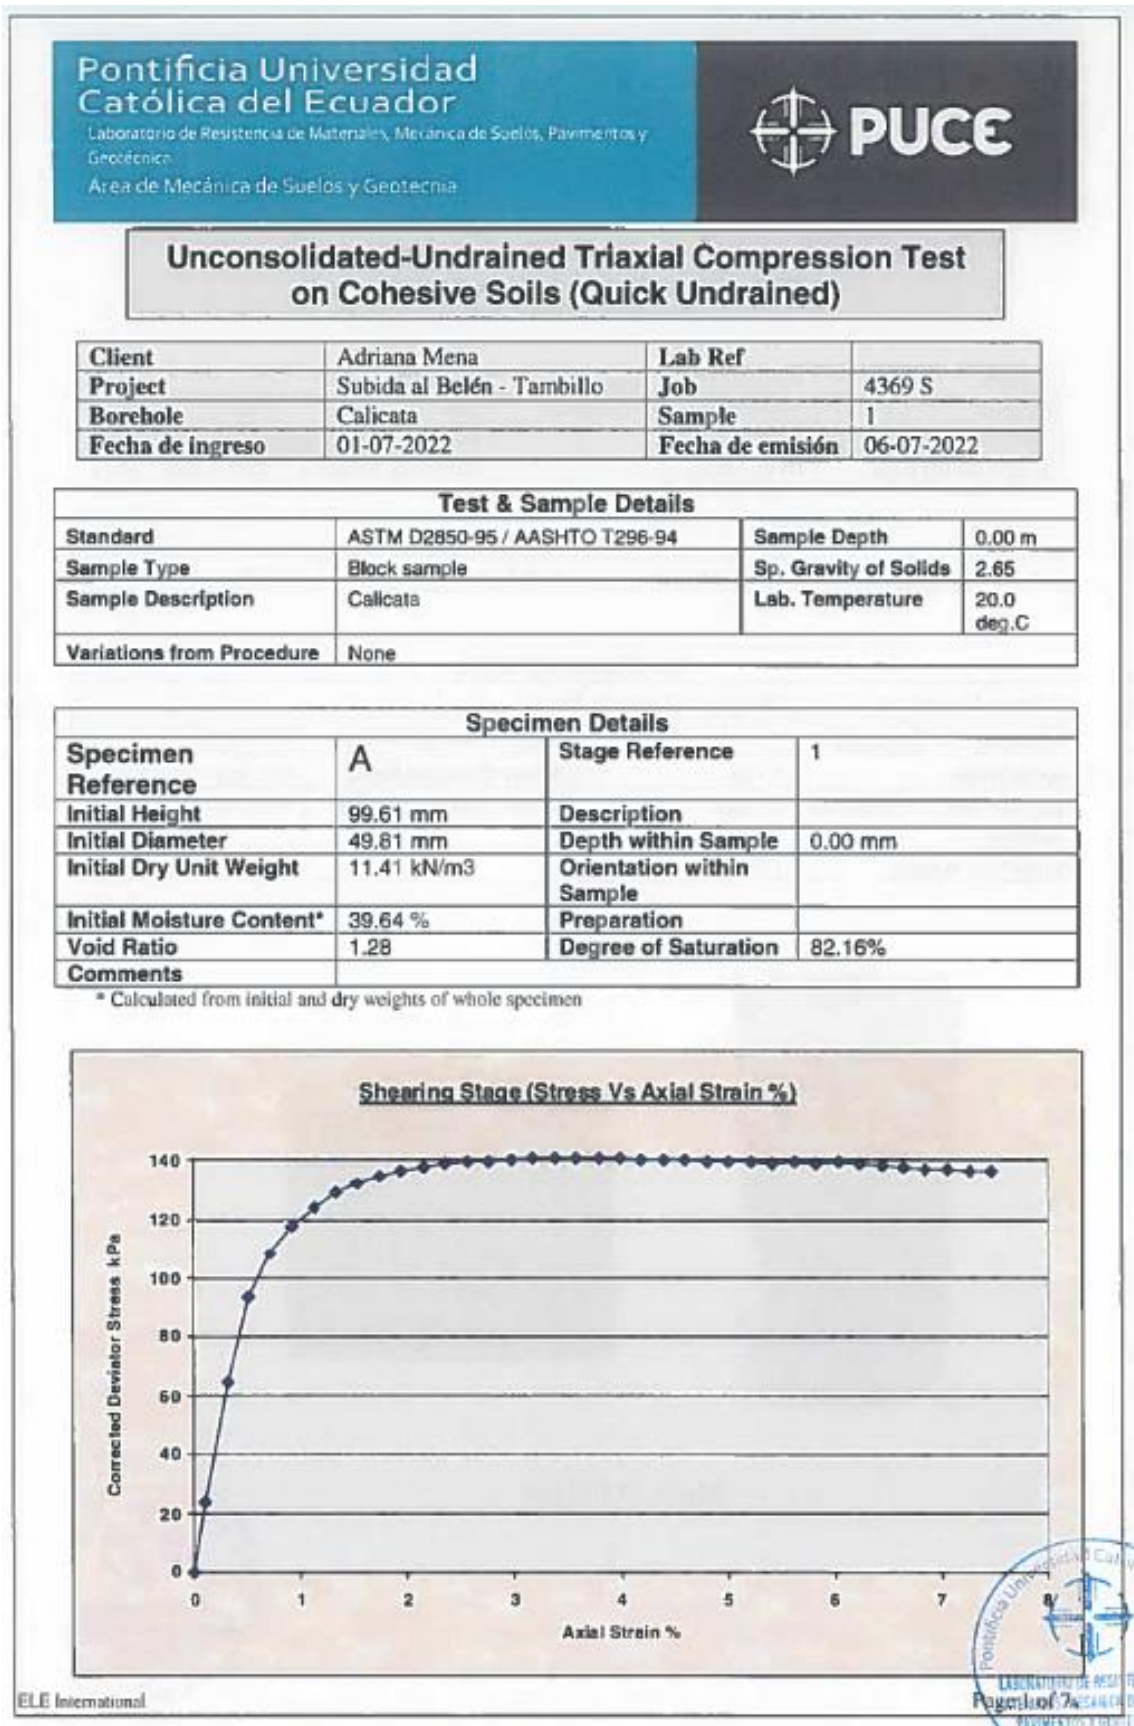 Pontificia Universidad
Católica del Ecuador
Laboratorio de Resistencia de Materiales, Mecánica de Suelos, Pavimentos y
Geotécnica
Área de Mecánica de Suelos y Geotecnia
PUCE
Unconsolidated-Undrained Triaxial Compression Test
on Cohesive Soils (Quick Undrained)
Client Adriana Mena Lab Ref
Project Subida al Belén - Tambillo Job 4369 S
Borehole Calicata Sample 1
Fecha de ingreso 01-07-2022 Fecha de emisión 06-07-2022
Test & Sample Details
Standard ASTM D2850-95 / AASHTO T296-94 Sample Depth 0.00 m
Sample Type Block sample Sp. Gravity of Solids 2.65
Sample Description Calicata Lab. Temperature 20.0
deg.C
Variations from Procedure None
Specimen Details
Specimen
Reference A Stage Reference 1
Initial Height 99.61 mm Description
Initial Diameter 49.81 mm Depth within Sample 0.00 mm
Initial Dry Unit Weight 11.41 kN/m3 Orientation within
Sample
Initial Moisture Content* 39.64 % Preparation
Void Ratio 1.28 Degree of Saturation 82.16%
Comments
* Calculated from initial and dry weights of whole specimen
Shearing Stage (Stress Vs Axial Strain %)
Corrected Deviator Stress kPa
140
120
100
80
60
40
20
0
0 1 2 3 4 5 6 7 8
Axial Strain %
ELE International
Page 1 of 7